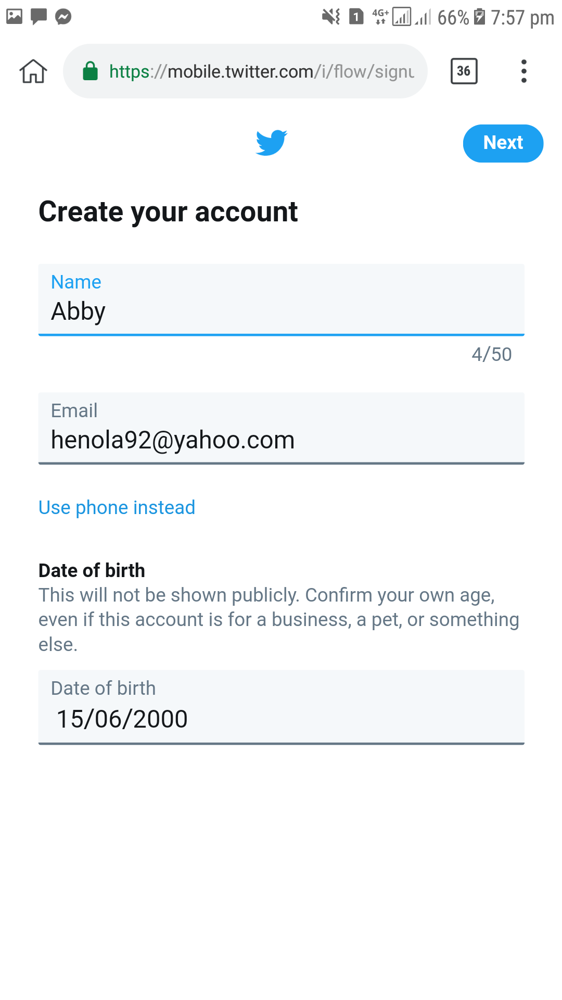 1 4G+ 66% 7:57 pm
https://mobile.twitter.com/i/flow/signu 36
Next
Create your account
Name
Abby
4/50
Email
henola92@yahoo.com
Use phone instead
Date of birth
This will not be shown publicly. Confirm your own age,
even if this account is for a business, a pet, or something
else.
Date of birth
15/06/2000